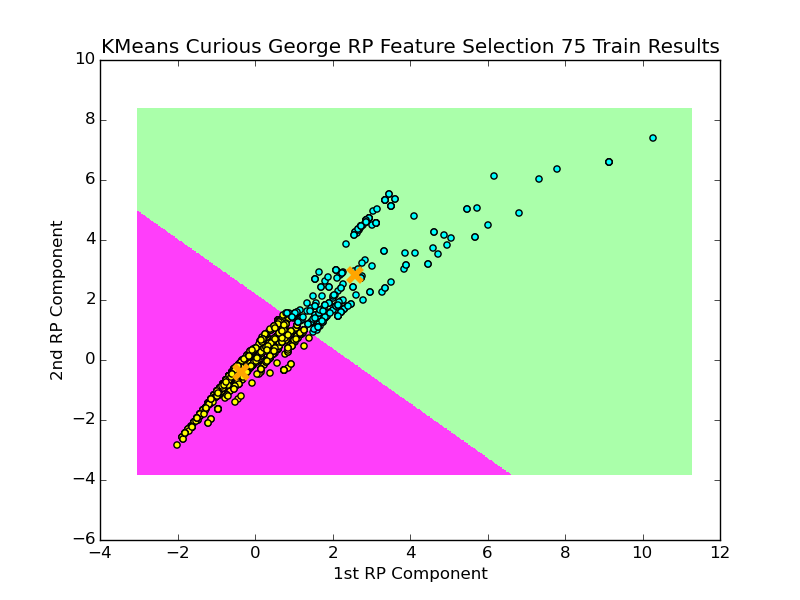 KMeans Curious George RP Feature Selection 75 Train Results
10
8
6
4
2
0
−2
−4
−6
2nd RP Component
−4 −2 0 2 4 6 8 10 12
1st RP Component